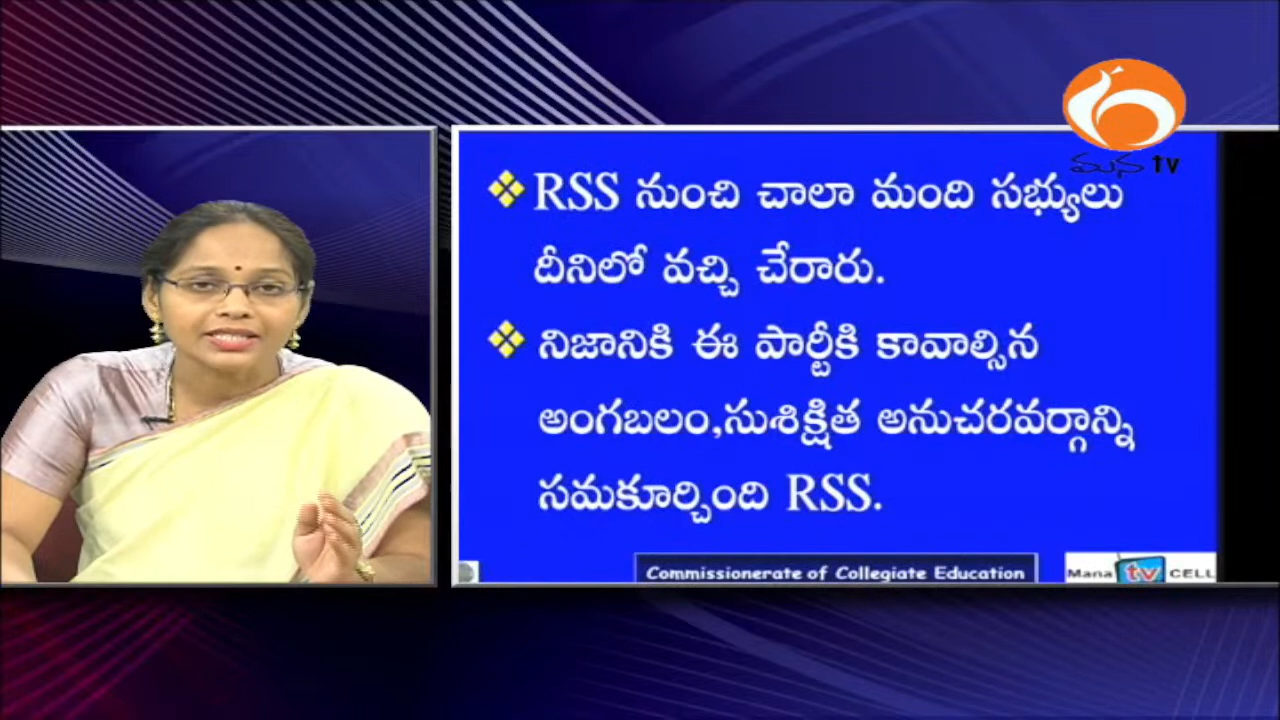 మన tv
RSS నుంచి చాలా మంది సభ్యులు
దీనిలో వచ్చి చేరారు.
నిజానికి ఈ పార్టీకి కావాల్సిన
అంగబలం,సుశిక్షిత అనుచరవర్గాన్ని
సమకూర్చింది RSS.
Commissionerate of Collegiate Education
Mana tv CELL